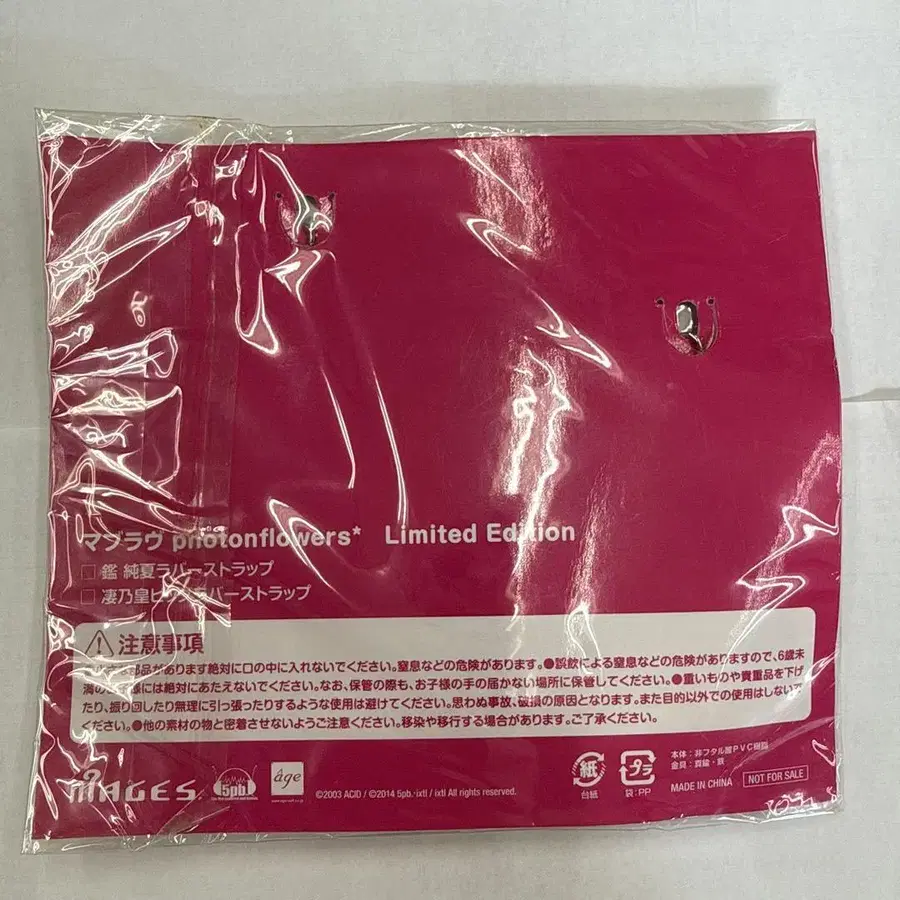 マブラヴ photonflowers* Limited Edition
□ 鑑 純夏ラバーストラップ
□ 凄乃皇 バーストラップ
注意事項
部品があります絶対に口の中に入れないでください。窒息などの危険があります。●誤飲による窒息などの危険がありますので、6歳未
満の 様には絶対にあたえないでください。なお、保管の際も、お子様の手の届かない場所に保管してください。●重いものや貴重品を下げ
たり、振り回したり無理に引っ張ったりするような使用は避けてください。思わぬ事故、破損の原因となります。また目的以外での使用はしないで
ください。●他の素材の物と密着させないようご注意ください。移染や移行する場合があります。ご了承ください。
MAGES.
5pb.
âge
©2003 ACID / ©2014 5pb.·ixtl / ixtl All rights reserved.
紙
台紙
プラ
袋:PP
本体:非フタル酸PVC樹脂
金具:真鍮・鉄
MADE IN CHINA
NOT FOR SALE